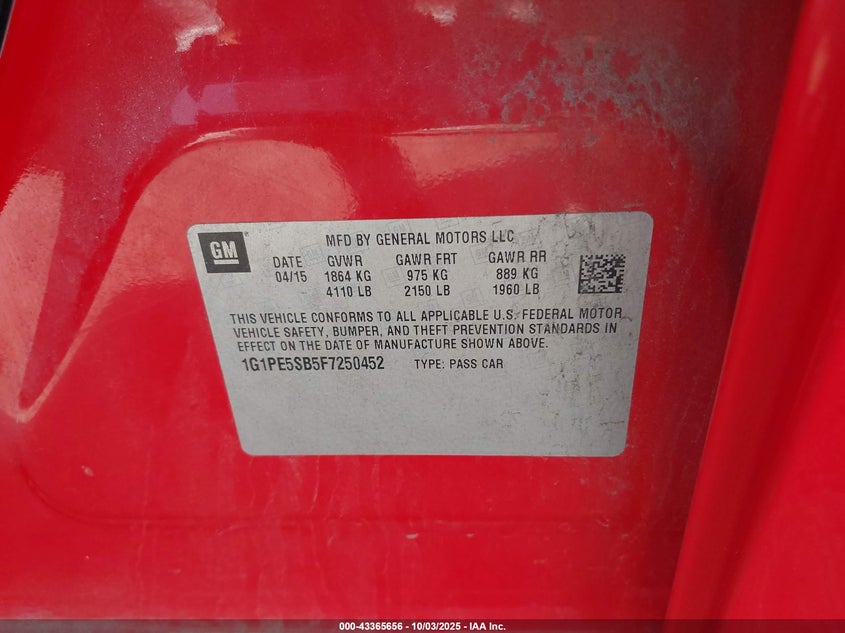 GM
MFD BY GENERAL MOTORS LLC
DATE GVWR GAWR FRT GAWR RR
04/15 1864 KG 975 KG 889 KG
4110 LB 2150 LB 1960 LB
THIS VEHICLE CONFORMS TO ALL APPLICABLE U.S. FEDERAL MOTOR
VEHICLE SAFETY, BUMPER, AND THEFT PREVENTION STANDARDS IN
EFFECT ON THE DATE OF MANUFACTURE SHOWN ABOVE.
1G1PE5SB5F7250452 TYPE: PASS CAR
000-43365656 - 10/03/2025 - IAA Inc.